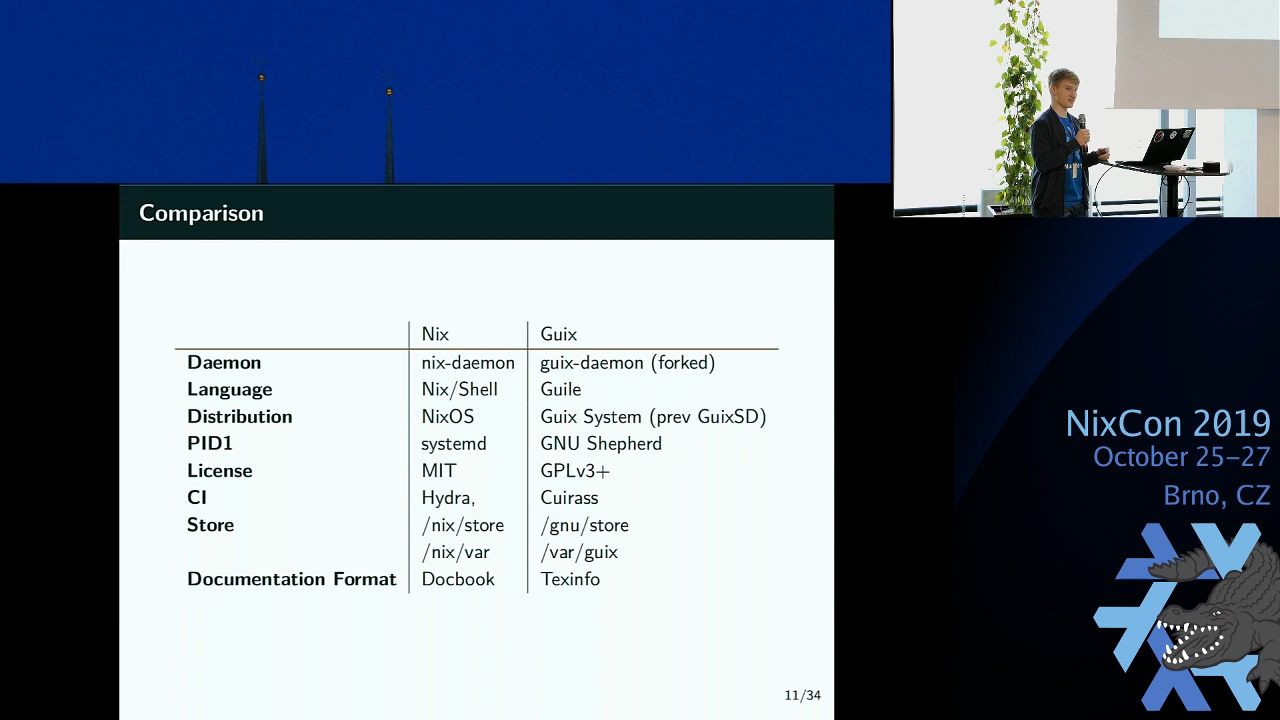 Comparison
Nix Guix
Daemon nix-daemon guix-daemon (forked)
Language Nix/Shell Guile
Distribution NixOS Guix System (prev GuixSD)
PID1 systemd GNU Shepherd
License MIT GPLv3+
CI Hydra, Cuirass
Store /nix/store /gnu/store
/nix/var /var/guix
Documentation Format Docbook Texinfo
11/34
NixCon 2019
October 25–27
Brno, CZ